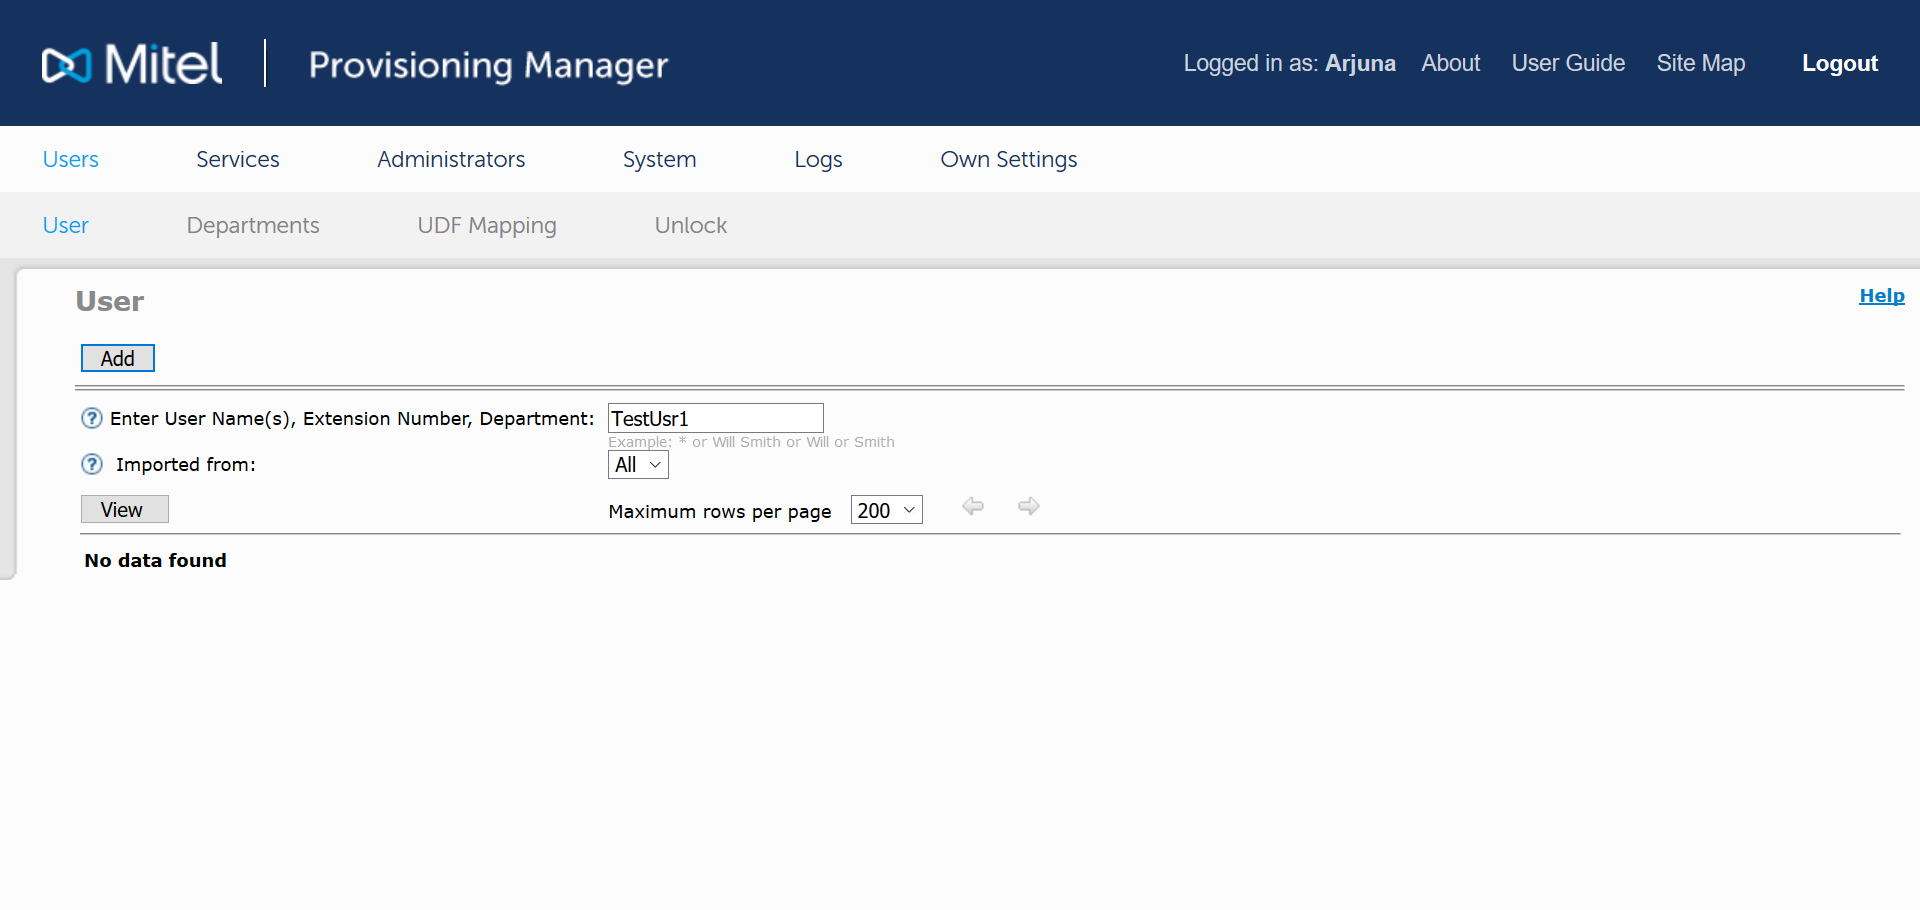 Mitel | Provisioning Manager
Logged in as: Arjuna About User Guide Site Map Logout
Users Services Administrators System Logs Own Settings
User Departments UDF Mapping Unlock
User
Help
Add
? Enter User Name(s), Extension Number, Department: TestUsr1
Example: * or Will Smith or Will or Smith
? Imported from: All
View Maximum rows per page 200
No data found